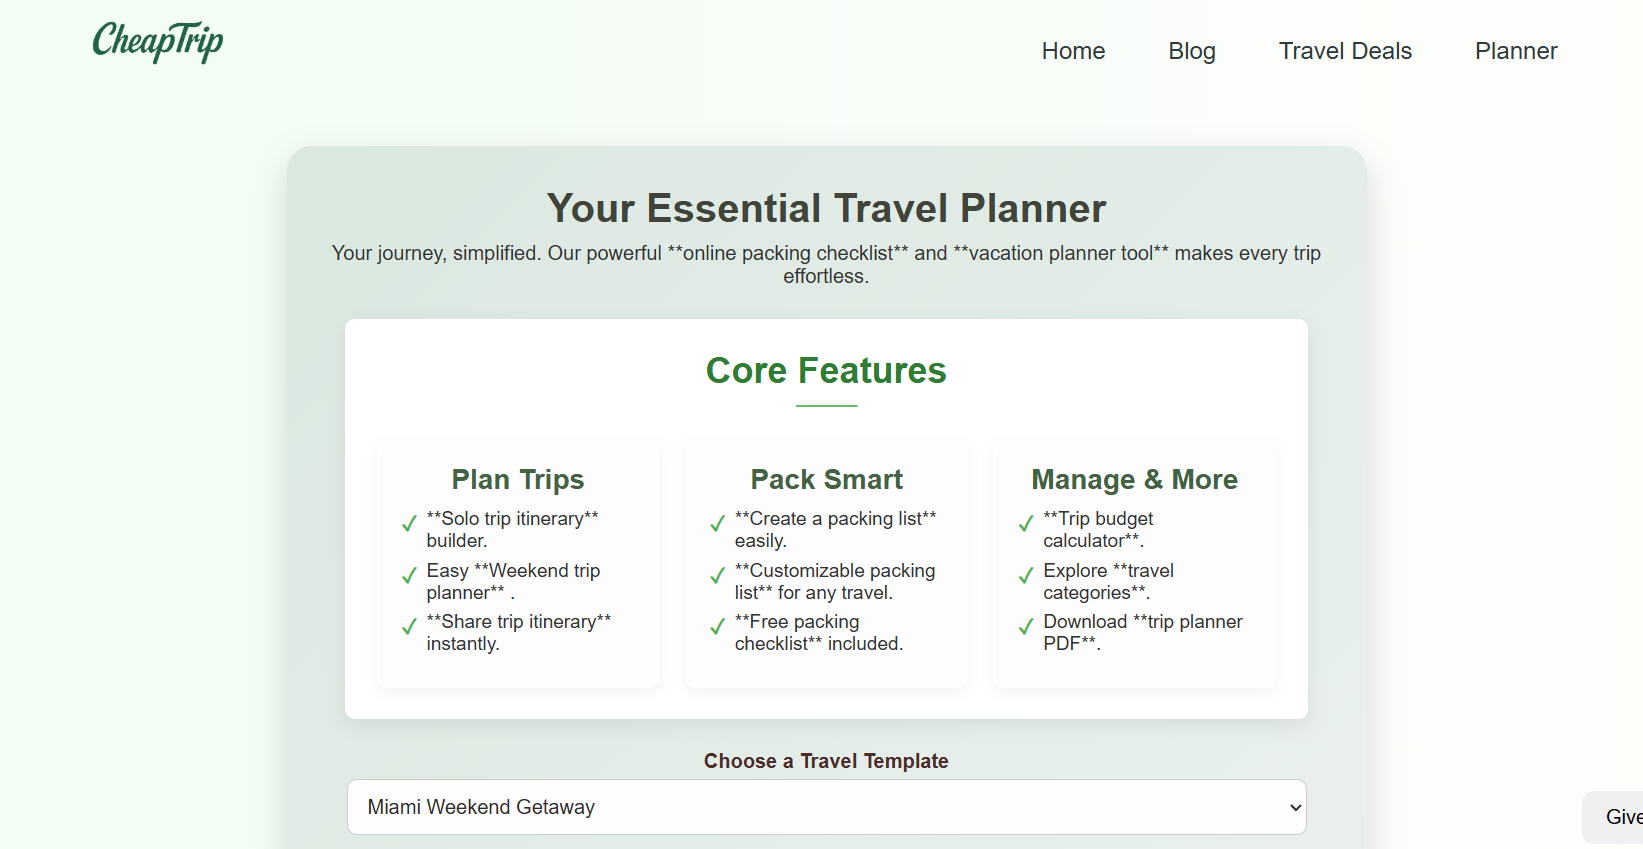 CheapTrip
Home Blog Travel Deals Planner
Your Essential Travel Planner
Your journey, simplified. Our powerful **online packing checklist** and **vacation planner tool** makes every trip
effortless.
Core Features
Plan Trips
**Solo trip itinerary**
builder.
Easy **Weekend trip
planner** .
**Share trip itinerary**
instantly.
Pack Smart
**Create a packing list**
easily.
**Customizable packing
list** for any travel.
**Free packing
checklist** included.
Manage & More
**Trip budget
calculator**.
Explore **travel
categories**.
Download **trip planner
PDF**.
Choose a Travel Template
Miami Weekend Getaway
Give